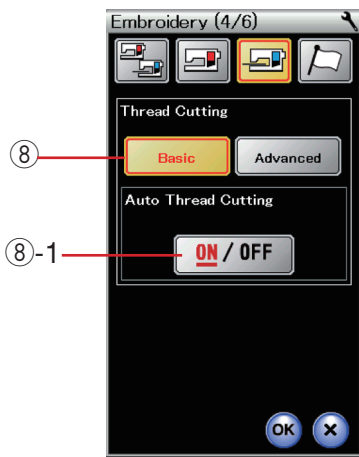 Embroidery (4/6)
Thread Cutting
⑧
Basic
Advanced
Auto Thread Cutting
⑧-1
ON / OFF
OK
×